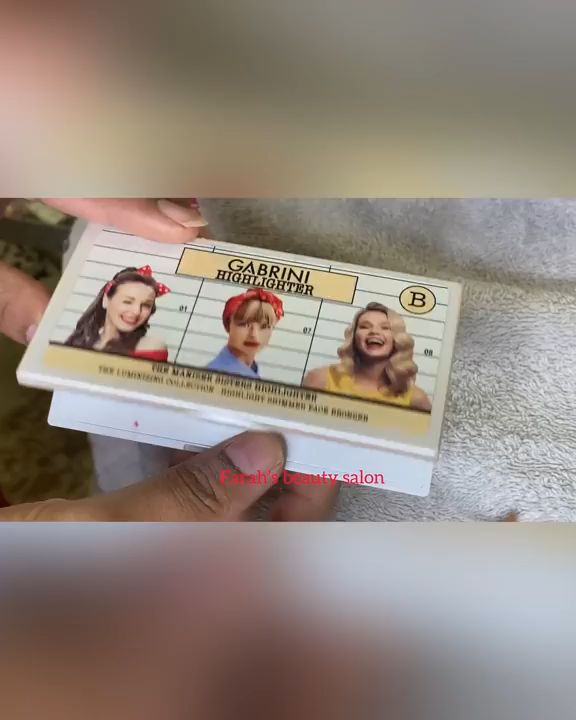 GABRINI
HIGHLIGHTER
B
01
07
08
THE MANIZER SISTERS HIGHLIGHTER
THE LUMINIZING COLLECTION HIGHLIGHT SHIMMER FACE BRONZER
Farah's beauty salon